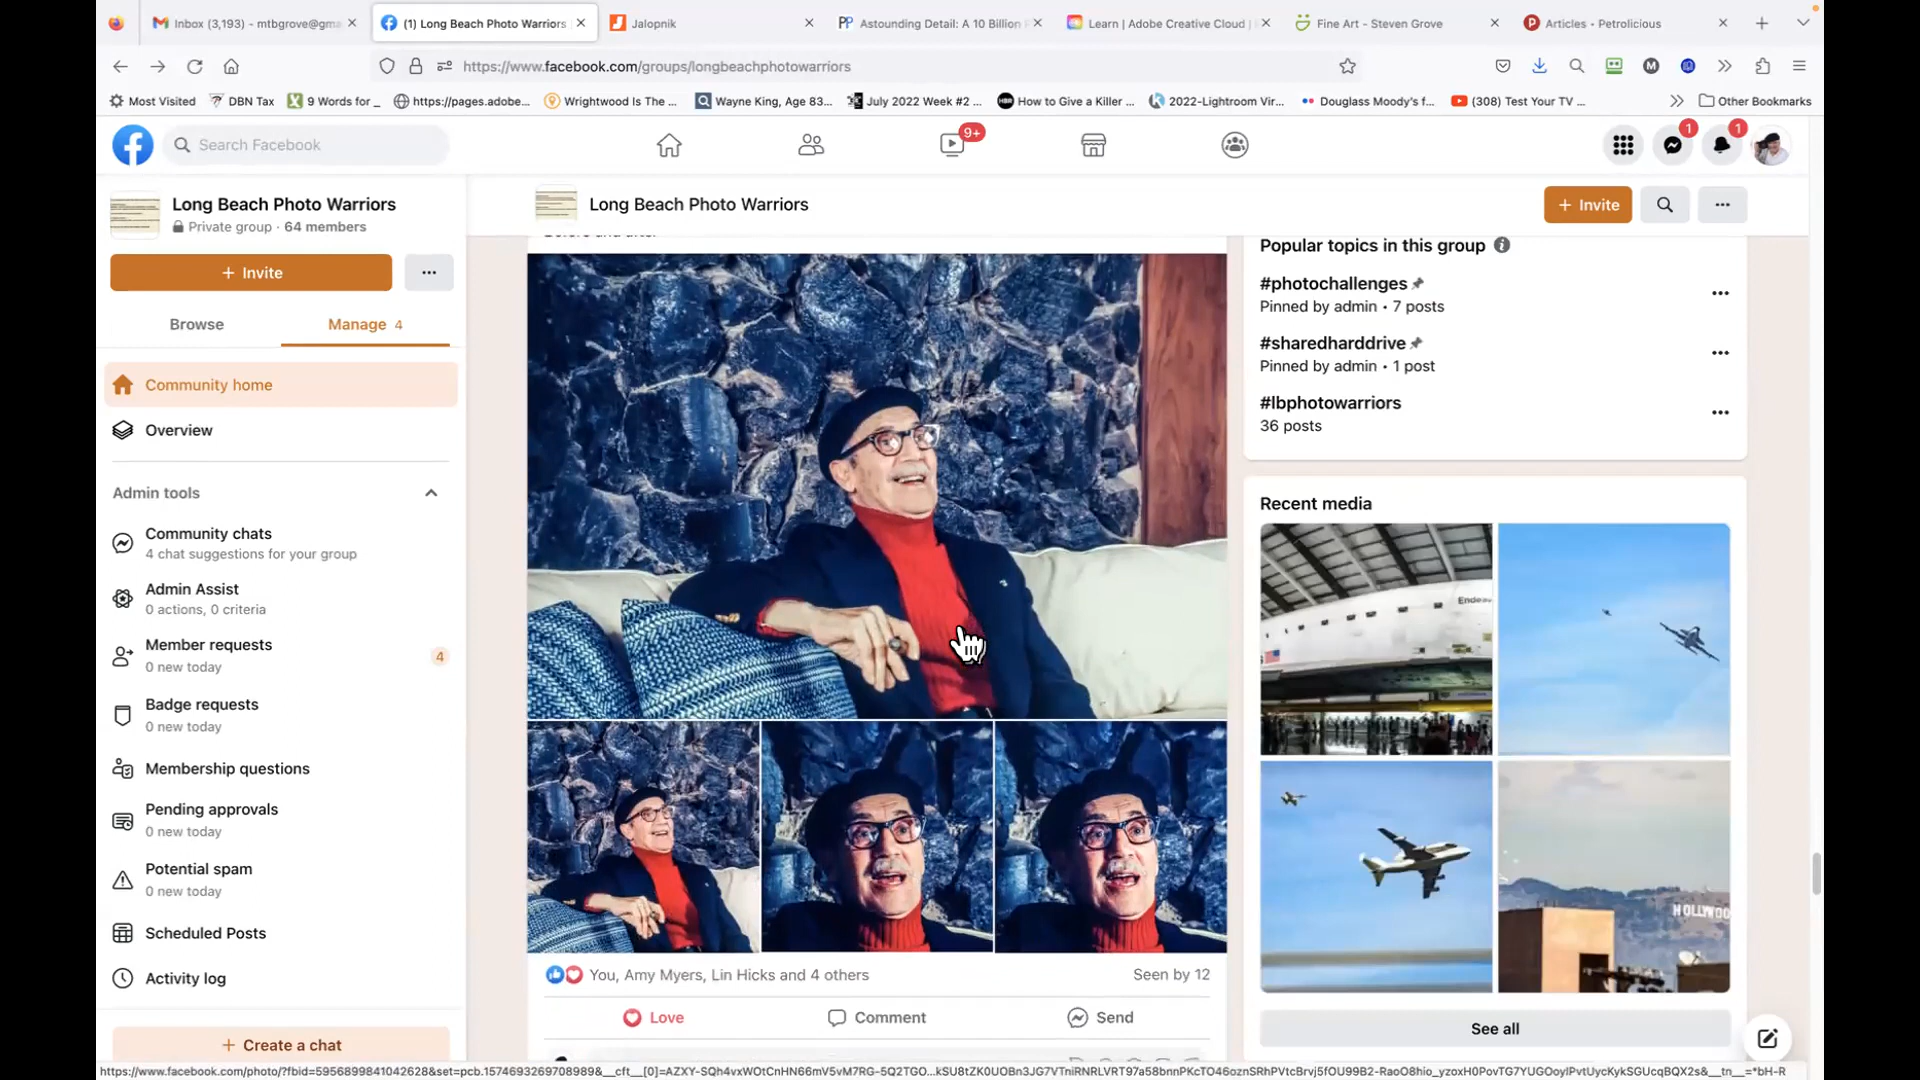 Inbox (3,193) - mtbgrove@gma
(1) Long Beach Photo Warriors
Jalopnik
Astounding Detail: A 10 Billion
Learn | Adobe Creative Cloud |
Fine Art - Steven Grove
Articles - Petrolicious
https://www.facebook.com/groups/longbeachphotowarriors
Most Visited
DBN Tax
9 Words for _
https://pages.adobe...
Wrightwood Is The ...
Wayne King, Age 83...
July 2022 Week #2 ...
How to Give a Killer ...
2022-Lightroom Vir...
Douglass Moody's f...
(308) Test Your TV ...
Other Bookmarks
Search Facebook
9+
1
1
Long Beach Photo Warriors
Private group · 64 members
+ Invite
Browse
Manage 4
Community home
Overview
Admin tools
Community chats
4 chat suggestions for your group
Admin Assist
0 actions, 0 criteria
Member requests
0 new today
4
Badge requests
0 new today
Membership questions
Pending approvals
0 new today
Potential spam
0 new today
Scheduled Posts
Activity log
+ Create a chat
Long Beach Photo Warriors
+ Invite
Before and after
You, Amy Myers, Lin Hicks and 4 others
Seen by 12
Love
Comment
Send
Popular topics in this group
#photochallenges
Pinned by admin • 7 posts
#sharedharddrive
Pinned by admin • 1 post
#lbphotowarriors
36 posts
Recent media
Endeav
HOLLYWOO
See all